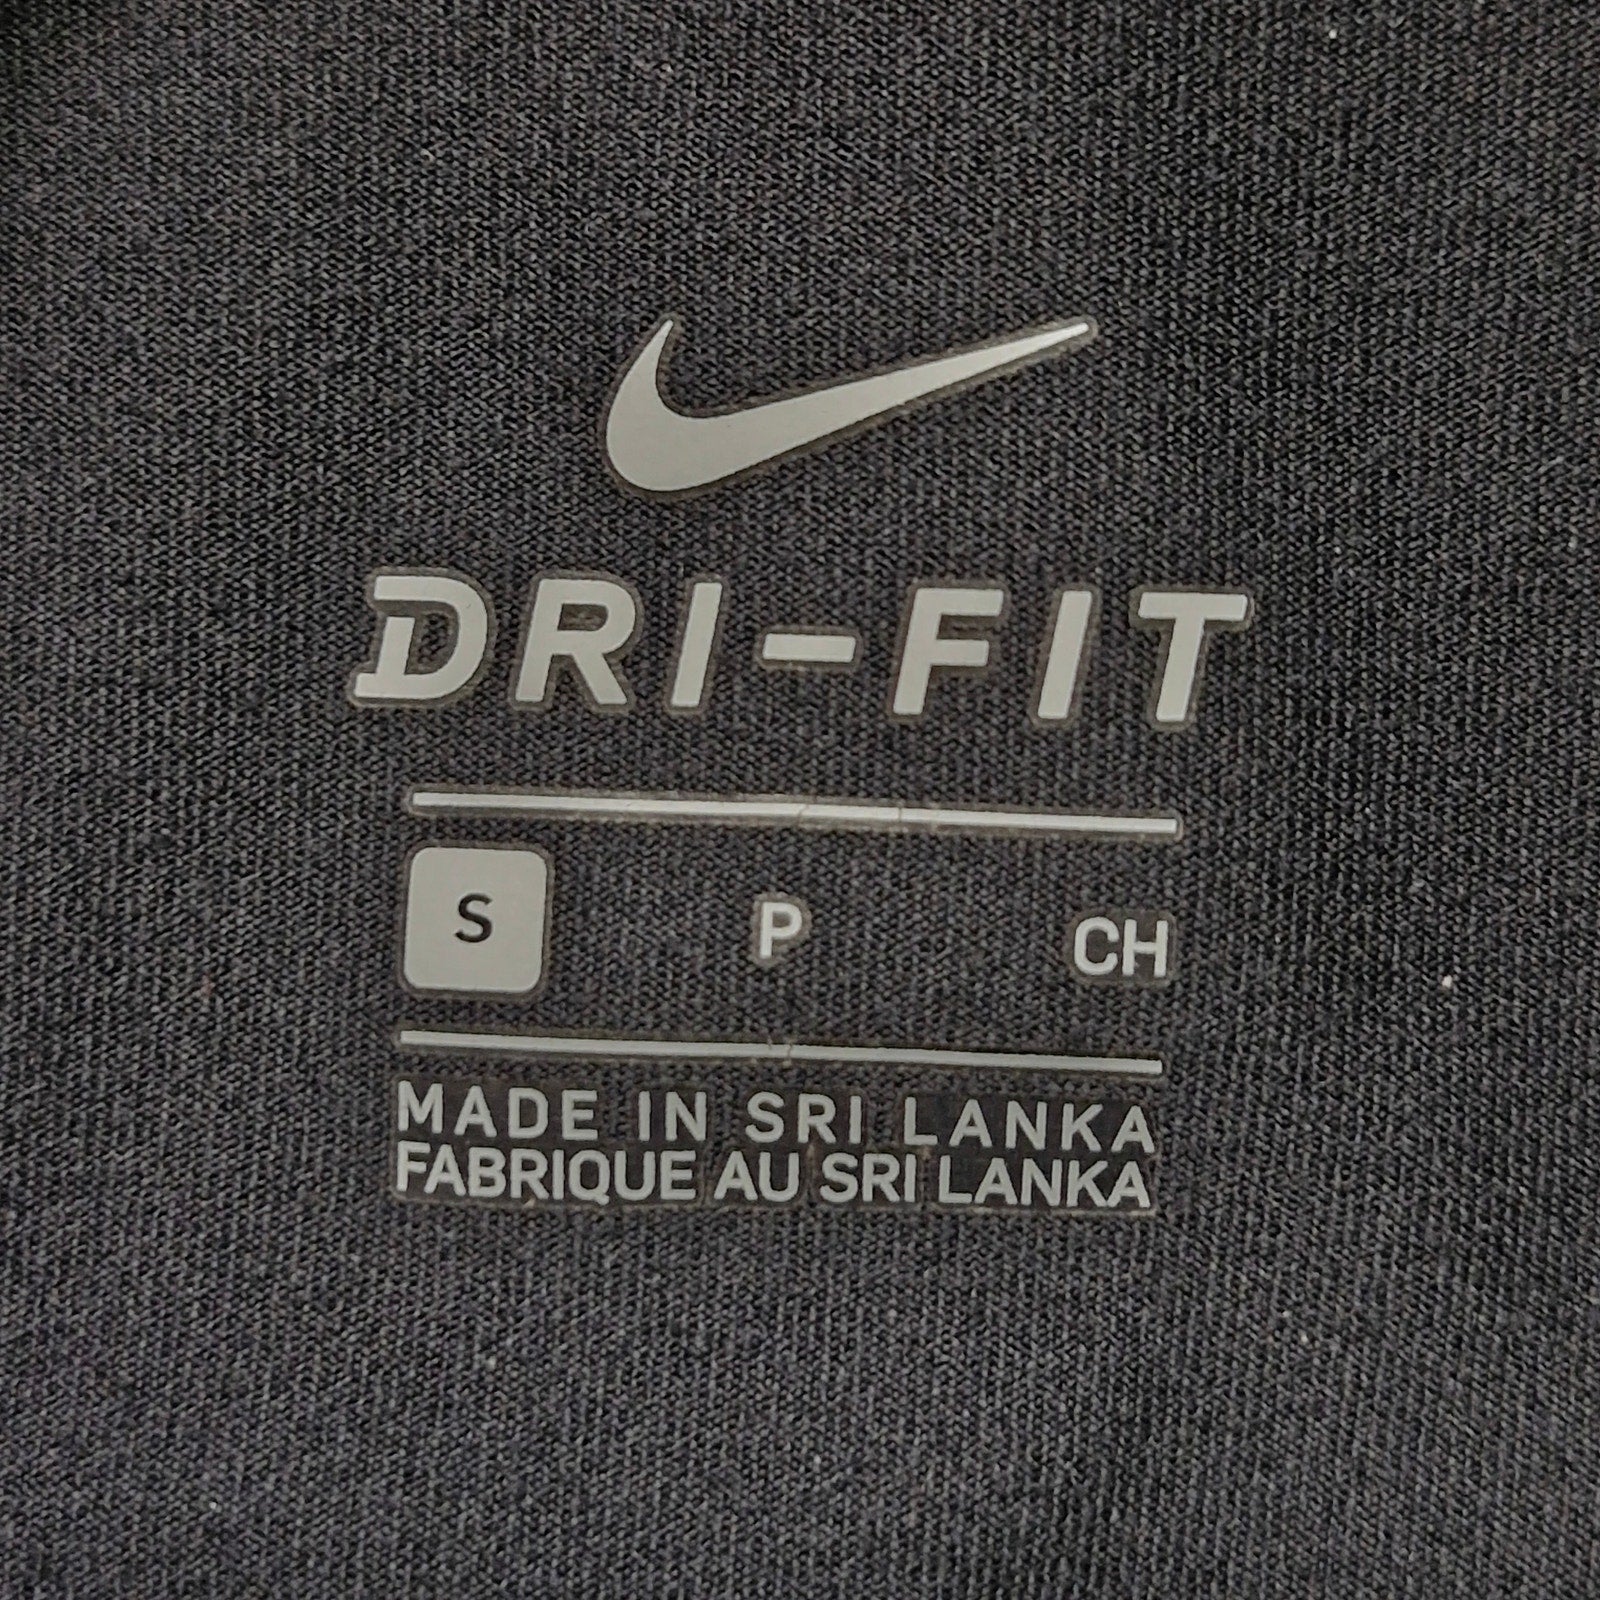 DRI-FIT
S P CH
MADE IN SRI LANKA
FABRIQUE AU SRI LANKA